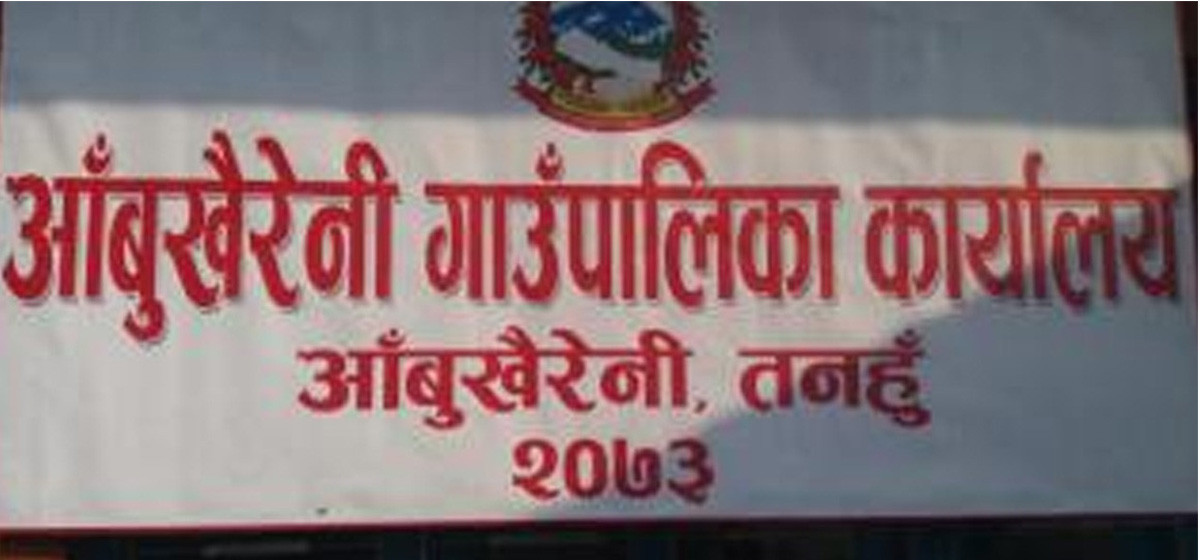 आँबुखैरेनी गाउँपालिका कार्यालय
आँबुखैरेनी, तनहुँ
२०७३